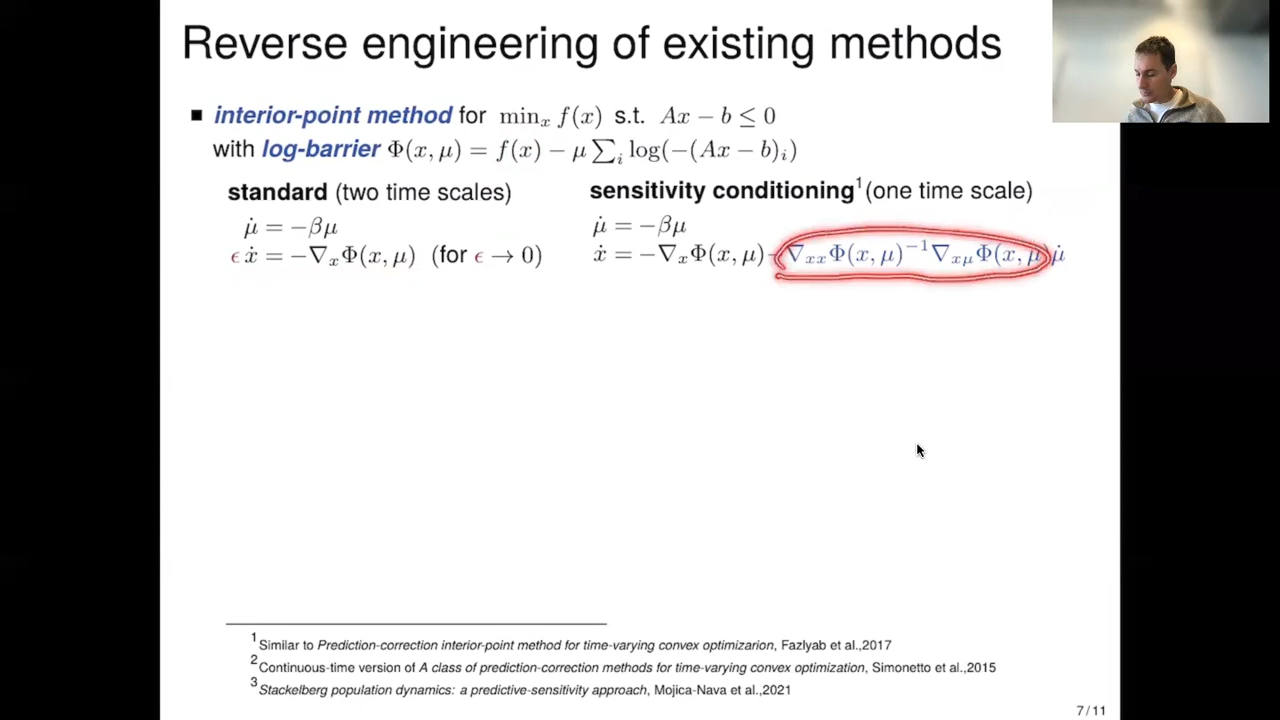 Reverse engineering of existing methods
■ interior-point method for min_x f(x) s.t. Ax − b ≤ 0
with log-barrier Φ(x, μ) = f(x) − μ∑_i log(−(Ax − b)_i)
standard (two time scales)
μ̇ = −βμ
ϵ ẋ = −∇_xΦ(x, μ) (for ϵ → 0)
sensitivity conditioning¹(one time scale)
μ̇ = −βμ
ẋ = −∇_xΦ(x, μ)−∇_{xx}Φ(x, μ)^{−1}∇_{xμ}Φ(x, μ)μ̇
¹Similar to Prediction-correction interior-point method for time-varying convex optimizarion, Fazlyab et al.,2017
²Continuous-time version of A class of prediction-correction methods for time-varying convex optimization, Simonetto et al.,2015
³Stackelberg population dynamics: a predictive-sensitivity approach, Mojica-Nava et al.,2021
7 / 11